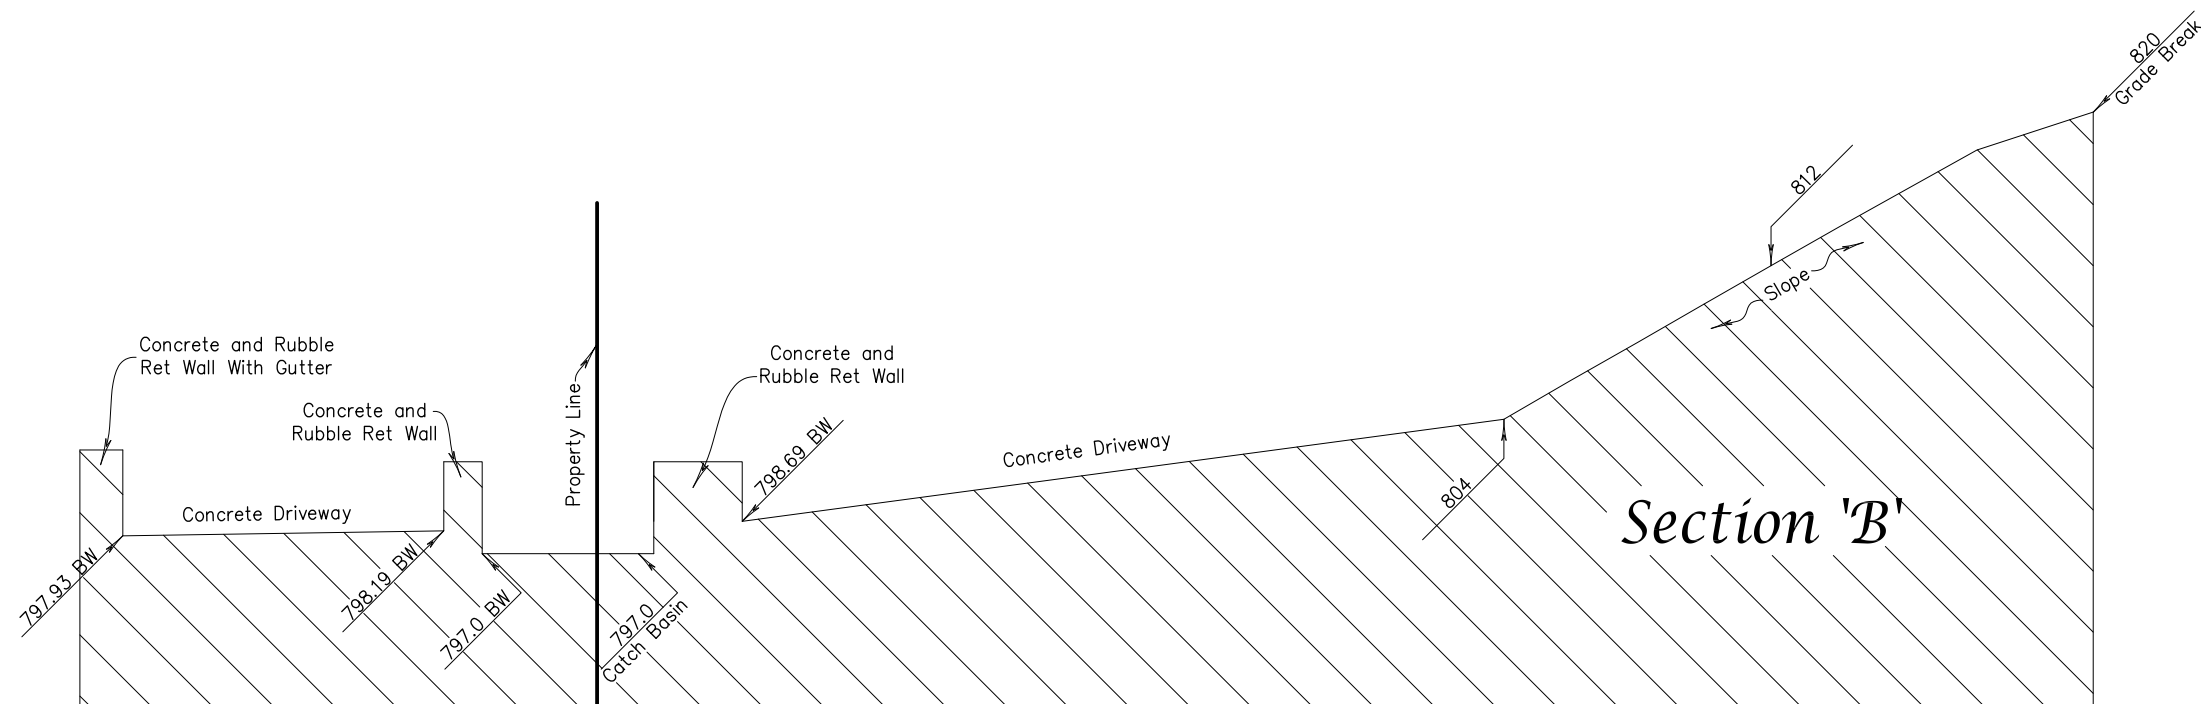 820
Grade Break
812
Slope
Concrete and Rubble
Ret Wall With Gutter
Concrete and
Rubble Ret Wall
Property Line
Concrete and
Rubble Ret Wall
798.69 BW
Concrete Driveway
804
Section 'B'
Concrete Driveway
797.93 BW
798.19 BW
797.0 BW
797.0
Catch Basin